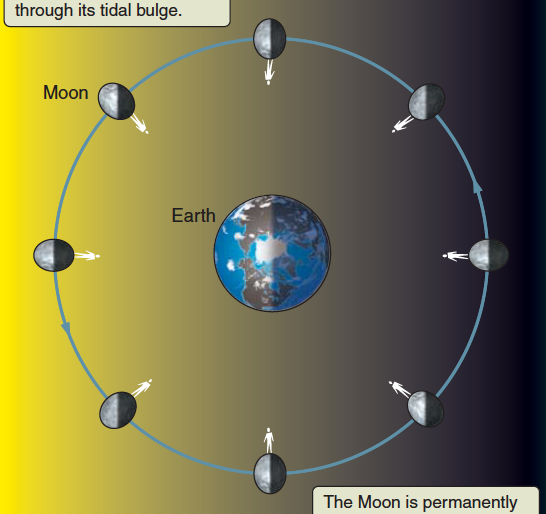 through its tidal bulge.
Moon
Earth
The Moon is permanently